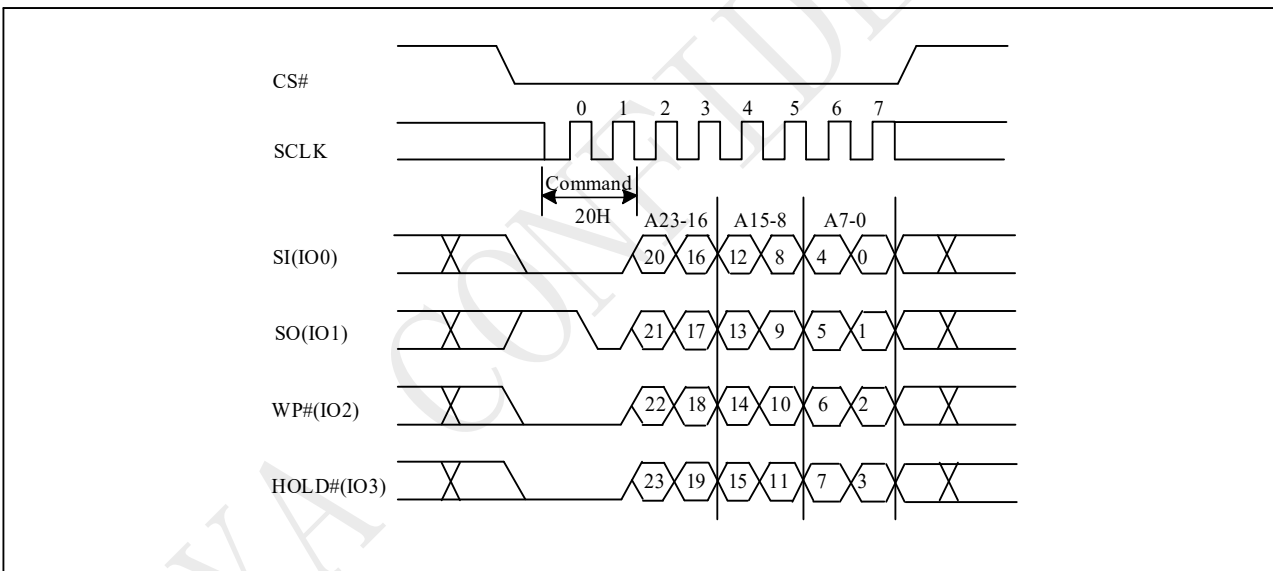 CS#
0 1 2 3 4 5 6 7
SCLK
Command
20H
A23-16 A15-8 A7-0
SI(IO0) 20 16 12 8 4 0
SO(IO1) 21 17 13 9 5 1
WP#(IO2) 22 18 14 10 6 2
HOLD#(IO3) 23 19 15 11 7 3